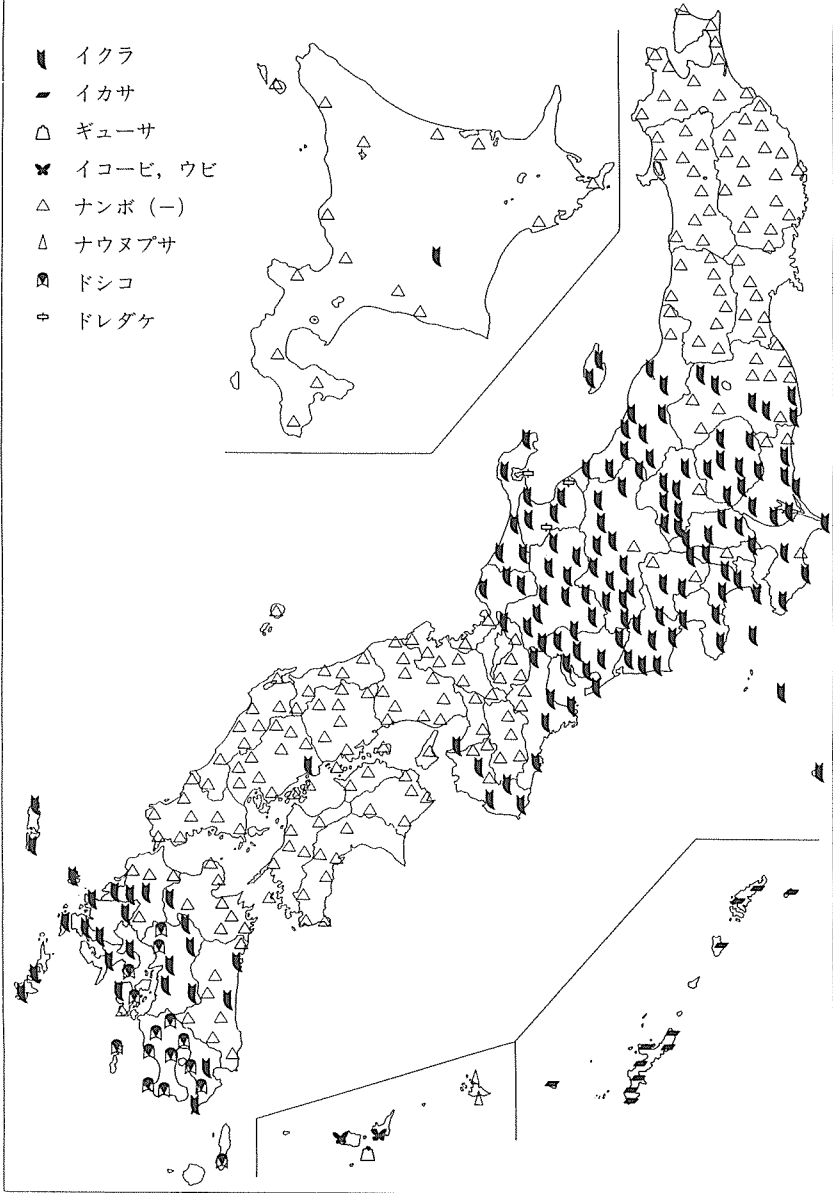 イクラ
イカサ
ギューサ
イコービ，ウビ
ナンボ（ー）
ナウヌプサ
ドシコ
ドレダケ